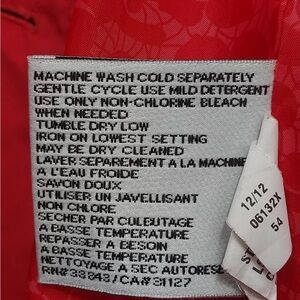 MACHINE WASH COLD SEPARATELY
GENTLE CYCLE USE MILD DETERGENT
USE ONLY NON-CHLORINE BLEACH
WHEN NEEDED
TUMBLE DRY LOW
IRON ON LOWEST SETTING
MAY BE DRY CLEANED
LAVER SEPAREMENT A LA MACHINE
A L'EAU FROIDE
SAVON DOUX
UTILISER UN JAVELLISANT
NON CHLORE
SECHER PAR CULBUTAGE
A BASSE TEMPERATURE
REPASSER A BESOIN
A BASSE TEMPERATURE
NETTOYAGE A SEC AUTORISE
RN#33843/CA#31127
12/12
06132X
54